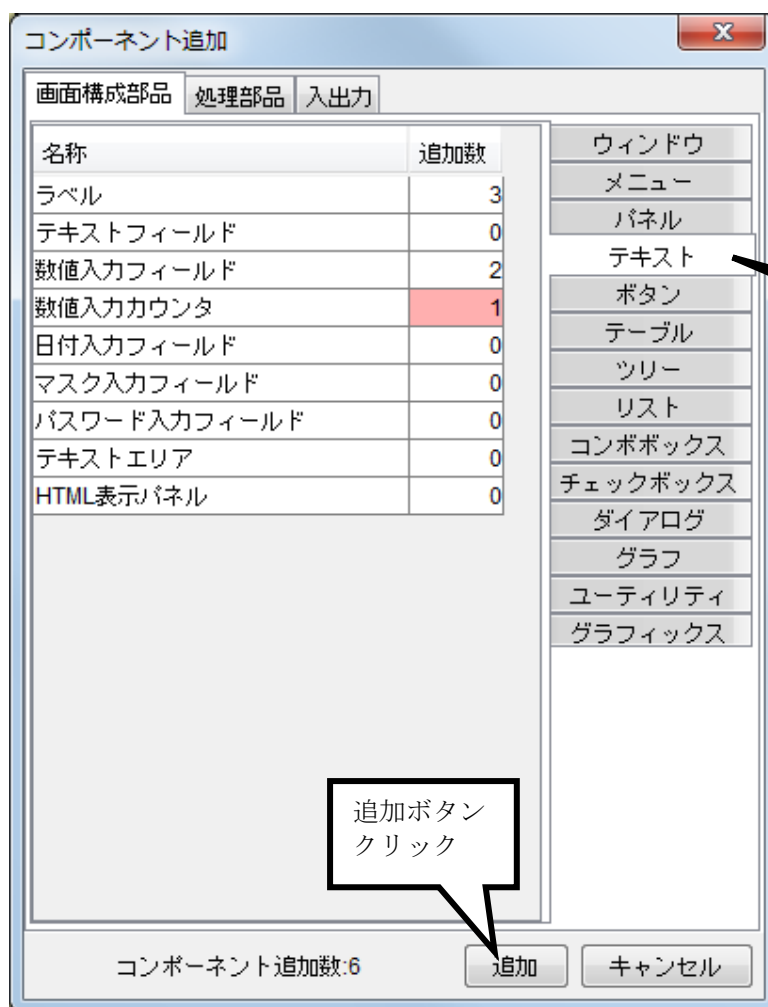 コンポーネント追加
画面構成部品 処理部品 入出力
名称 追加数
ラベル 3
テキストフィールド 0
数値入力フィールド 2
数値入力カウンタ 1
日付入力フィールド 0
マスク入力フィールド 0
パスワード入力フィールド 0
テキストエリア 0
HTML表示パネル 0
ウィンドウ
メニュー
パネル
テキスト
ボタン
テーブル
ツリー
リスト
コンボボックス
チェックボックス
ダイアログ
グラフ
ユーティリティ
グラフィックス
追加ボタン
クリック
コンポーネント追加数:6 追加 キャンセル